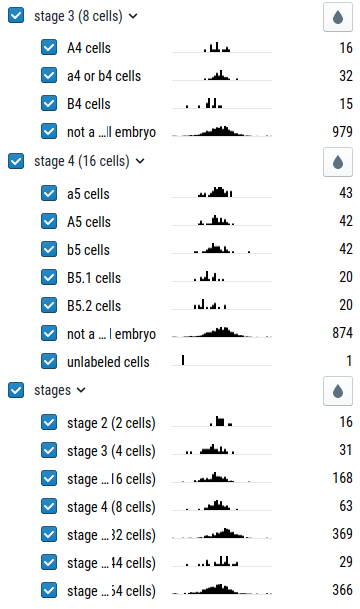 stage 3 (8 cells)
A4 cells 16
a4 or b4 cells 32
B4 cells 15
not a ...ll embryo 979
stage 4 (16 cells)
a5 cells 43
A5 cells 42
b5 cells 42
B5.1 cells 20
B5.2 cells 20
not a ... l embryo 874
unlabeled cells 1
stages
stage 2 (2 cells) 16
stage 3 (4 cells) 31
stage ...16 cells) 168
stage 4 (8 cells) 63
stage ...32 cells) 369
stage ...44 cells) 29
stage ...54 cells) 366